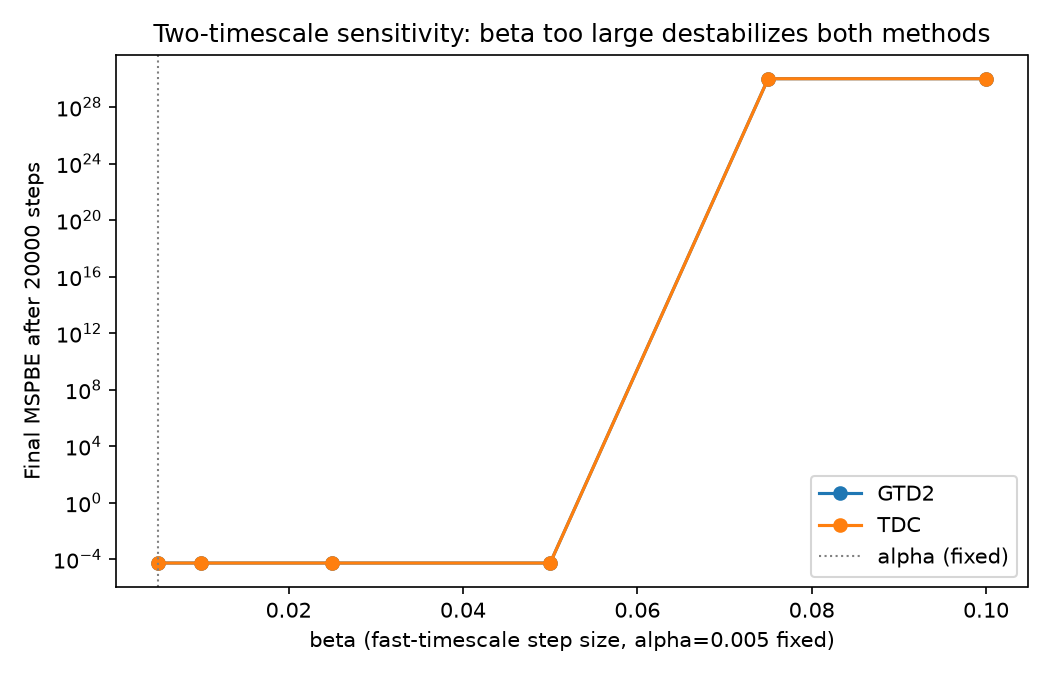 Two-timescale sensitivity: beta too large destabilizes both methods
Final MSPBE after 20000 steps
10^28
10^24
10^20
10^16
10^12
10^8
10^4
10^0
10^−4
GTD2
TDC
alpha (fixed)
0.02 0.04 0.06 0.08 0.10
beta (fast-timescale step size, alpha=0.005 fixed)